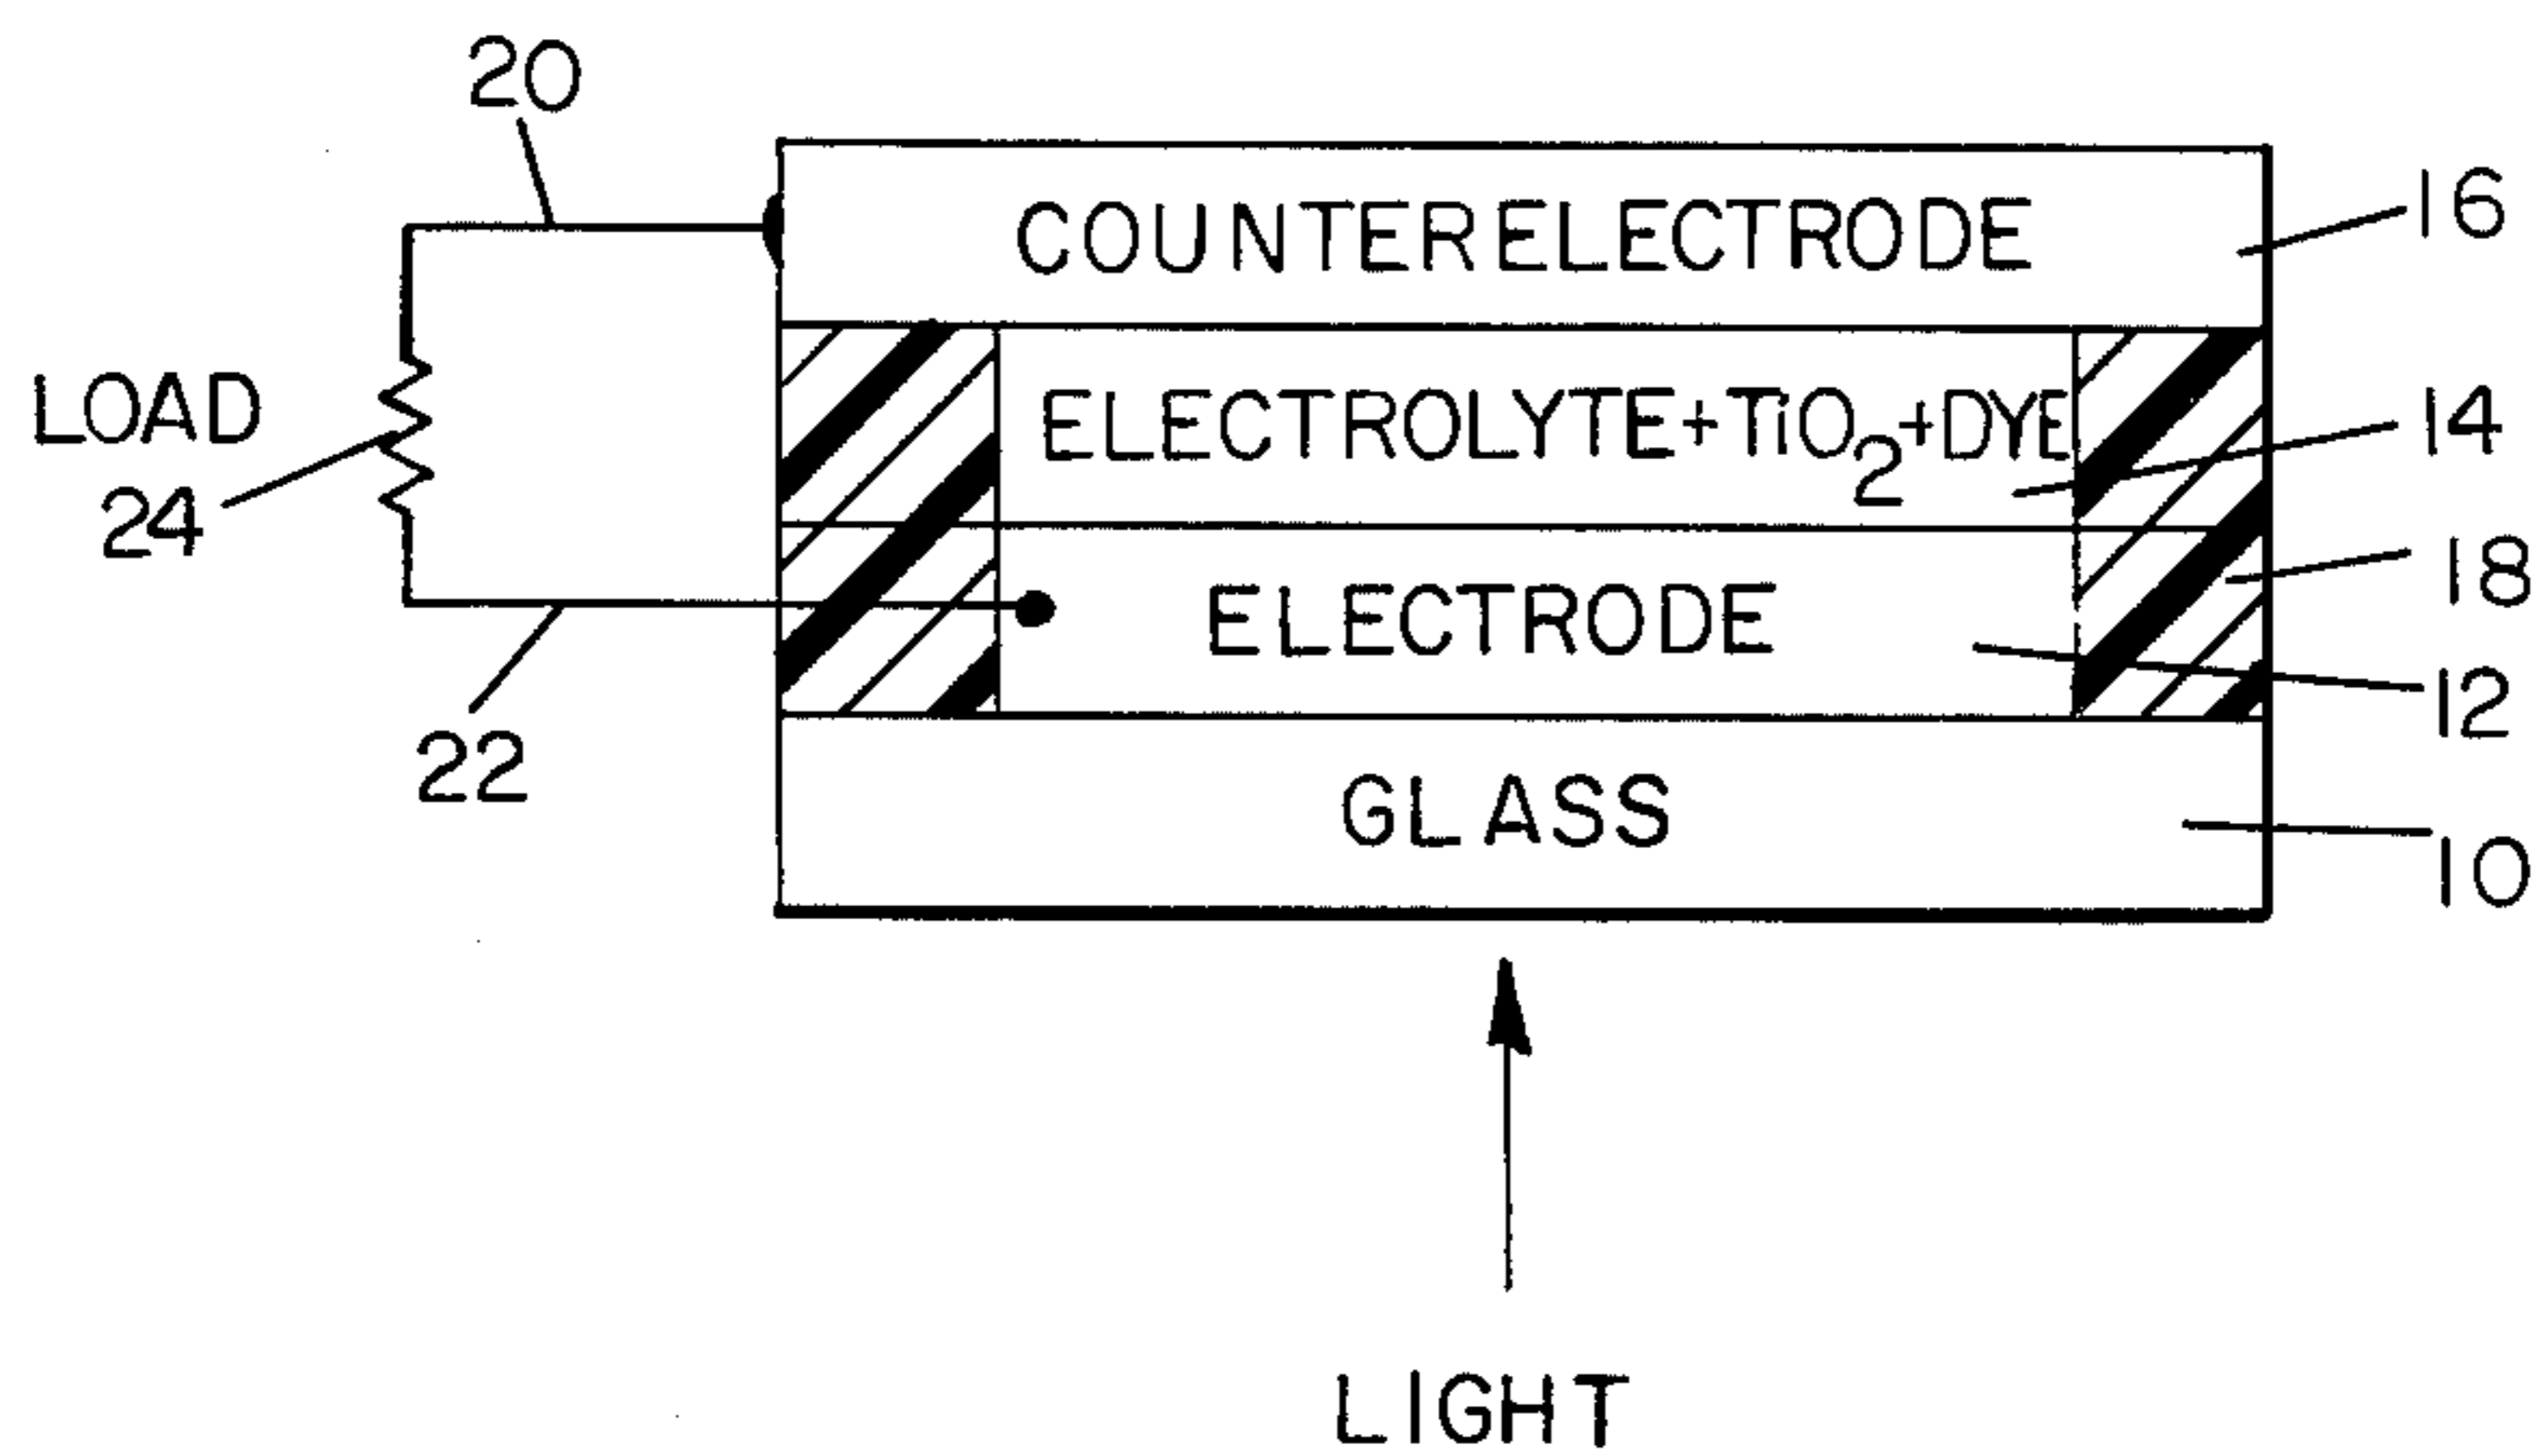 20
COUNTERELECTRODE
16
LOAD
24
ELECTROLYTE+TiO2+DYE
14
18
ELECTRODE
12
22
GLASS
10
LIGHT